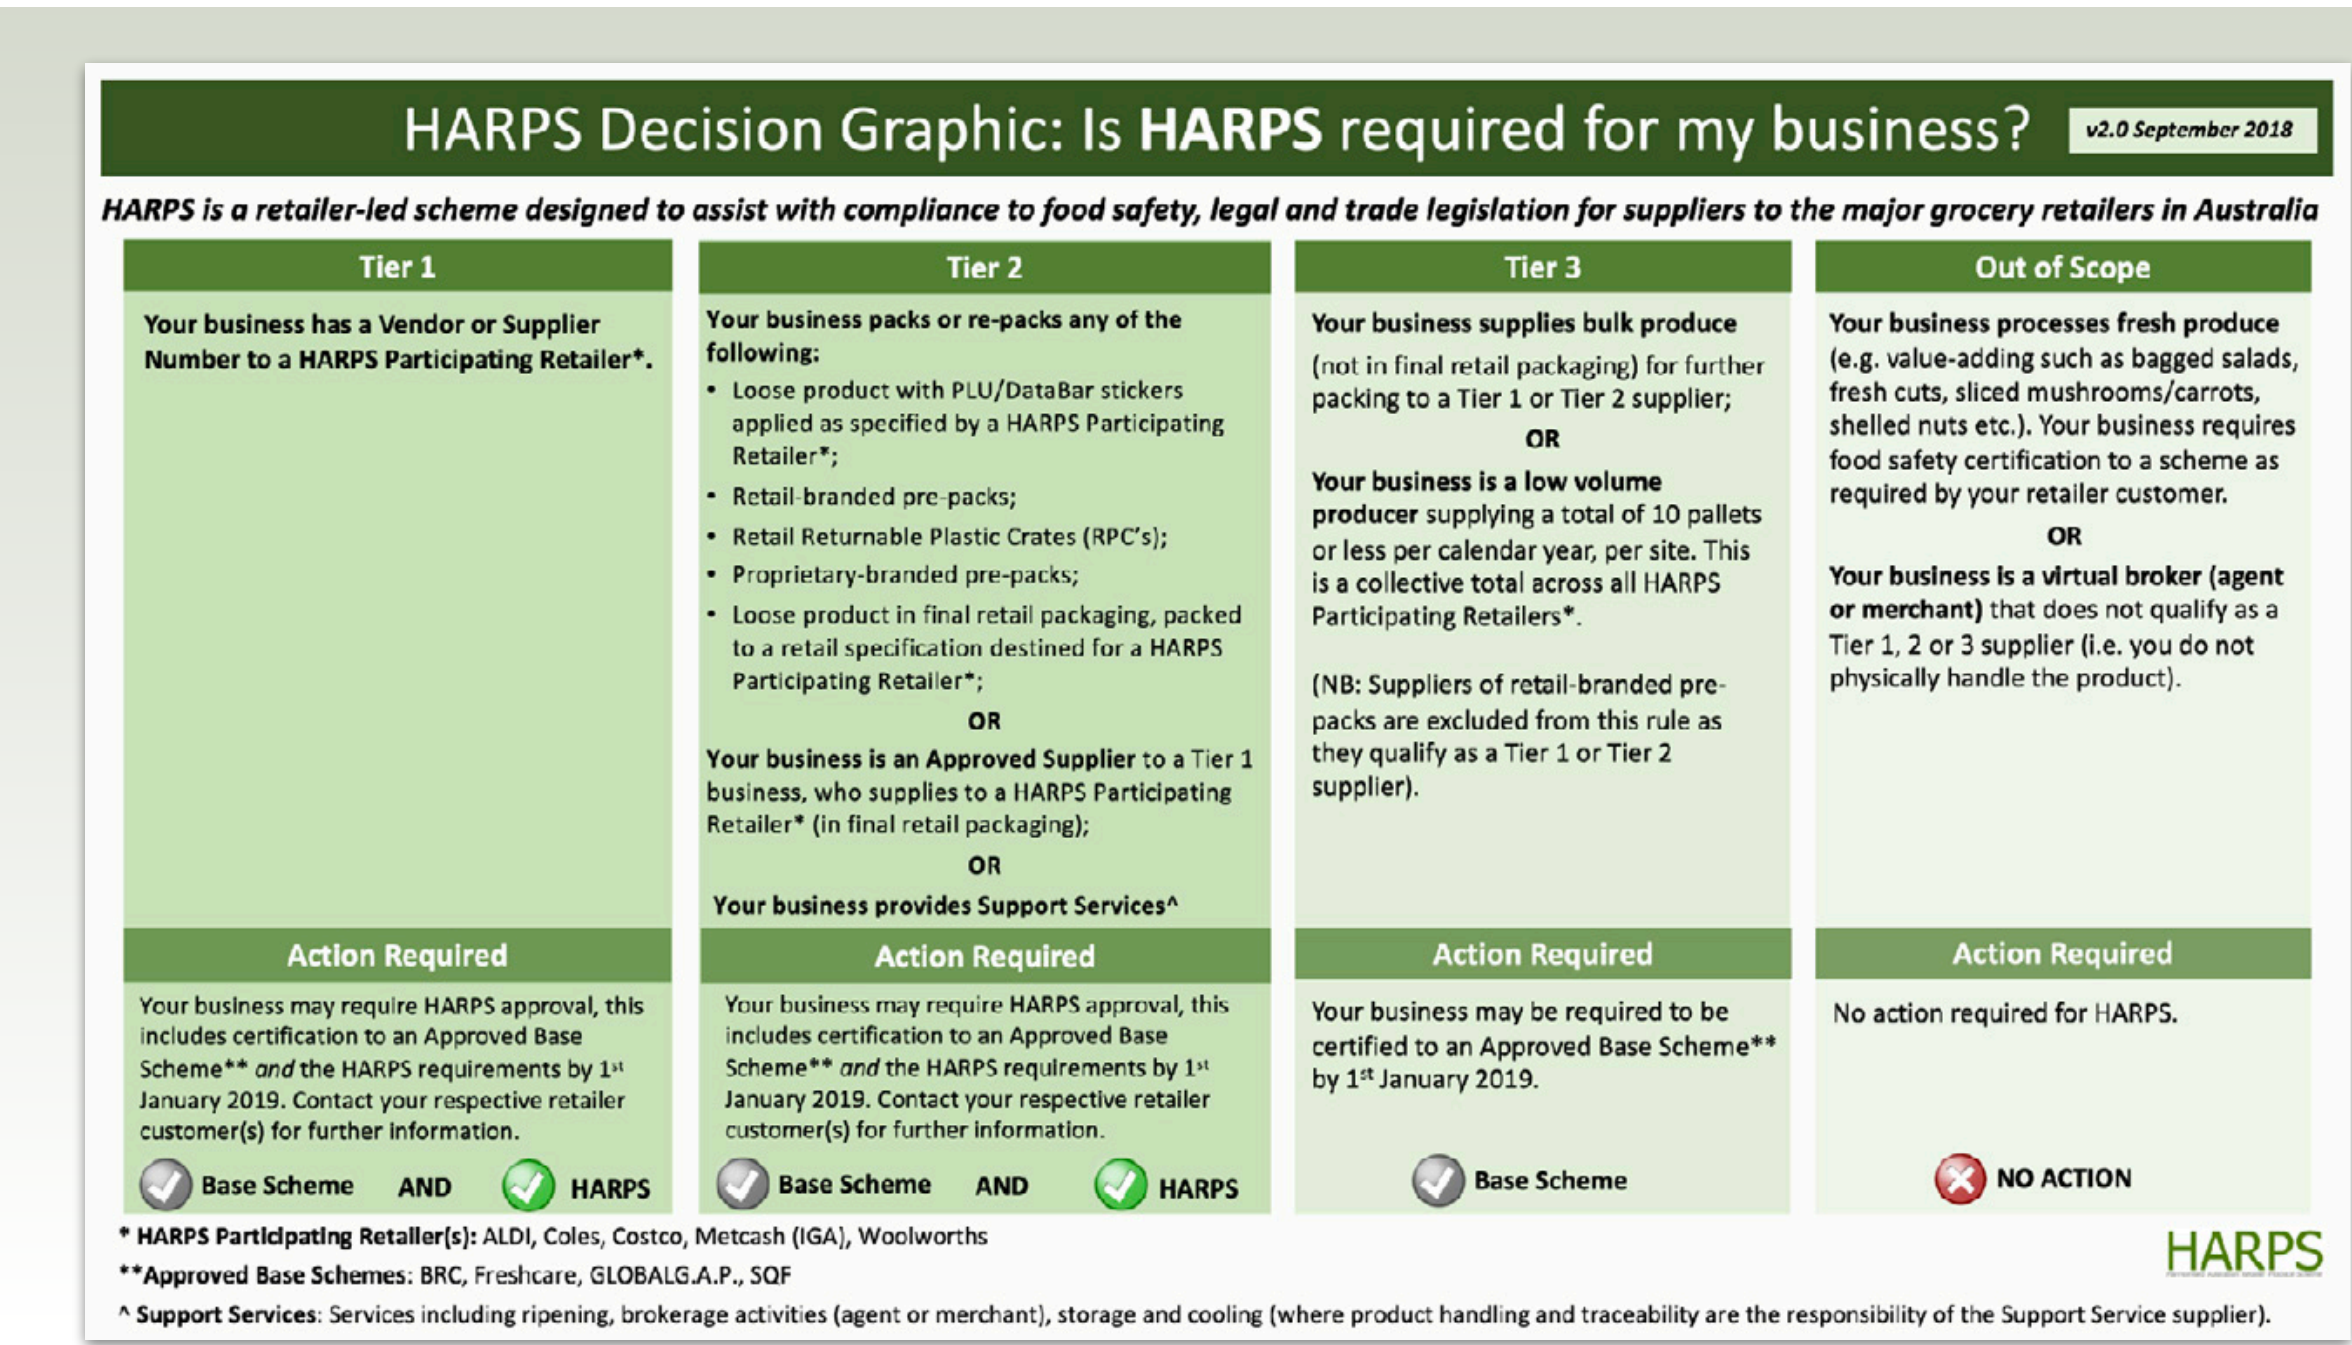 HARPS Decision Graphic: Is HARPS required for my business?
v2.0 September 2018
HARPS is a retailer-led scheme designed to assist with compliance to food safety, legal and trade legislation for suppliers to the major grocery retailers in Australia
Tier 1
Your business has a Vendor or Supplier
Number to a HARPS Participating Retailer*.
Action Required
Your business may require HARPS approval, this
includes certification to an Approved Base
Scheme** and the HARPS requirements by 1st
January 2019. Contact your respective retailer
customer(s) for further information.
Base Scheme AND HARPS
Tier 2
Your business packs or re-packs any of the
following:
• Loose product with PLU/DataBar stickers
applied as specified by a HARPS Participating
Retailer*;
• Retail-branded pre-packs;
• Retail Returnable Plastic Crates (RPC's);
• Proprietary-branded pre-packs;
• Loose product in final retail packaging, packed
to a retail specification destined for a HARPS
Participating Retailer*;
OR
Your business is an Approved Supplier to a Tier 1
business, who supplies to a HARPS Participating
Retailer* (in final retail packaging);
OR
Your business provides Support Services^
Action Required
Your business may require HARPS approval, this
includes certification to an Approved Base
Scheme** and the HARPS requirements by 1st
January 2019. Contact your respective retailer
customer(s) for further information.
Base Scheme AND HARPS
Tier 3
Your business supplies bulk produce
(not in final retail packaging) for further
packing to a Tier 1 or Tier 2 supplier;
OR
Your business is a low volume
producer supplying a total of 10 pallets
or less per calendar year, per site. This
is a collective total across all HARPS
Participating Retailers*.
(NB: Suppliers of retail-branded pre-
packs are excluded from this rule as
they qualify as a Tier 1 or Tier 2
supplier).
Action Required
Your business may be required to be
certified to an Approved Base Scheme**
by 1st January 2019.
Base Scheme
Out of Scope
Your business processes fresh produce
(e.g. value-adding such as bagged salads,
fresh cuts, sliced mushrooms/carrots,
shelled nuts etc.). Your business requires
food safety certification to a scheme as
required by your retailer customer.
OR
Your business is a virtual broker (agent
or merchant) that does not qualify as a
Tier 1, 2 or 3 supplier (i.e. you do not
physically handle the product).
Action Required
No action required for HARPS.
NO ACTION
* HARPS Participating Retailer(s): ALDI, Coles, Costco, Metcash (IGA), Woolworths
**Approved Base Schemes: BRC, Freshcare, GLOBALG.A.P., SQF
^ Support Services: Services including ripening, brokerage activities (agent or merchant), storage and cooling (where product handling and traceability are the responsibility of the Support Service supplier).
HARPS